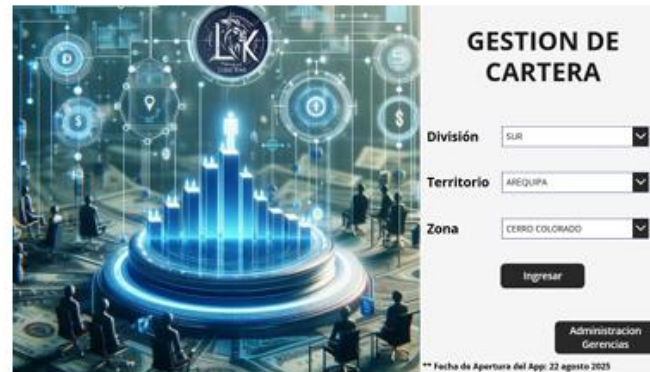 LK
GESTION DE
CARTERA
División
SUR
Territorio
AREQUIPA
Zona
CERRO COLORADO
Ingresar
Administracion
Gerencias
** Fecha de Apertura del App: 22 agosto 2025